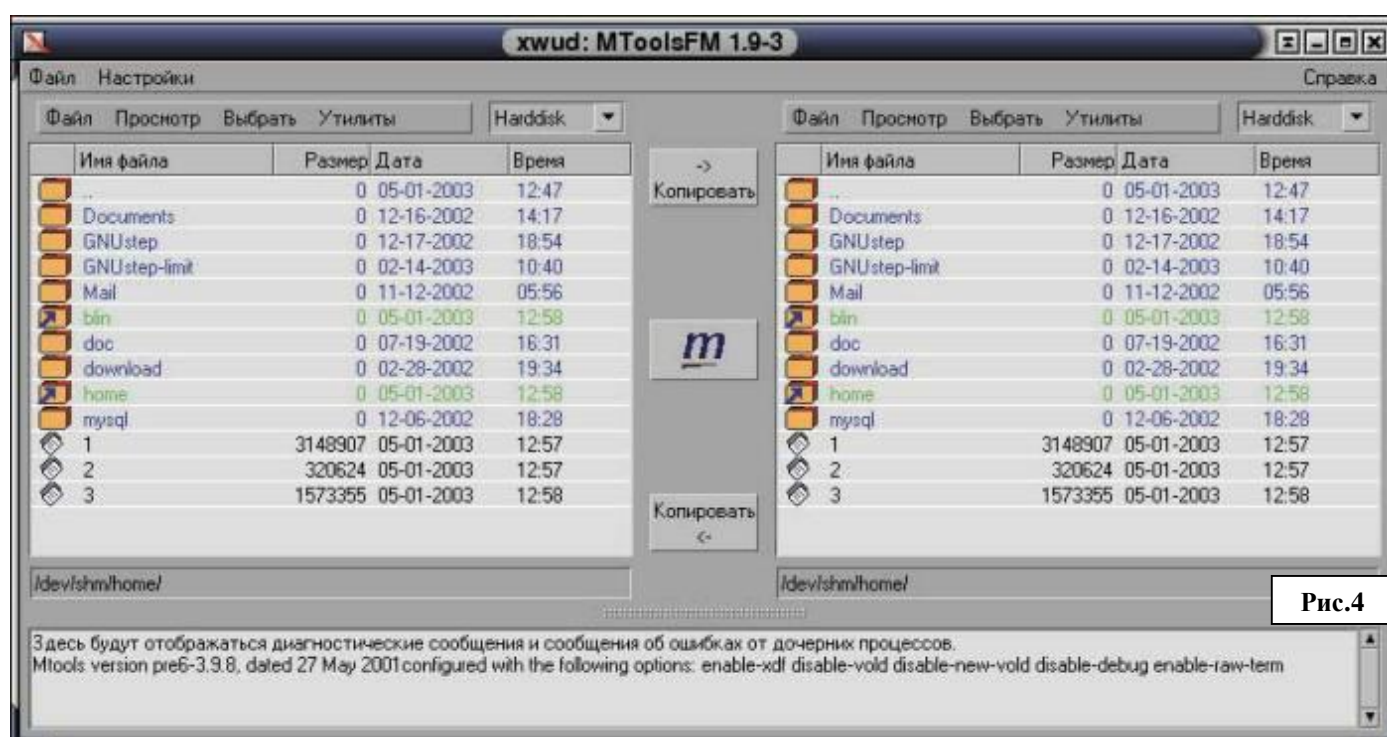 xwud: MToolsFM 1.9-3
Файл Настройки Справка
Файл Просмотр Выбрать Утилиты Harddisk
Имя файла Размер Дата Время
.. 0 05-01-2003 12:47
Documents 0 12-16-2002 14:17
GNUstep 0 12-17-2002 18:54
GNUstep-limit 0 02-14-2003 10:40
Mail 0 11-12-2002 05:56
blin 0 05-01-2003 12:58
doc 0 07-19-2002 16:31
download 0 02-28-2002 19:34
home 0 05-01-2003 12:58
mysql 0 12-06-2002 18:28
1 3148907 05-01-2003 12:57
2 320624 05-01-2003 12:57
3 1573355 05-01-2003 12:58
/dev/shm/home/
->
Копировать
m
Копировать
<-
Файл Просмотр Выбрать Утилиты Harddisk
Имя файла Размер Дата Время
.. 0 05-01-2003 12:47
Documents 0 12-16-2002 14:17
GNUstep 0 12-17-2002 18:54
GNUstep-limit 0 02-14-2003 10:40
Mail 0 11-12-2002 05:56
blin 0 05-01-2003 12:58
doc 0 07-19-2002 16:31
download 0 02-28-2002 19:34
home 0 05-01-2003 12:58
mysql 0 12-06-2002 18:28
1 3148907 05-01-2003 12:57
2 320624 05-01-2003 12:57
3 1573355 05-01-2003 12:58
/dev/shm/home/
Рис.4
Здесь будут отображаться диагностические сообщения и сообщения об ошибках от дочерних процессов.
Mtools version pre6-3.9.8, dated 27 May 2001configured with the following options: enable-xdf disable-vold disable-new-vold disable-debug enable-raw-term